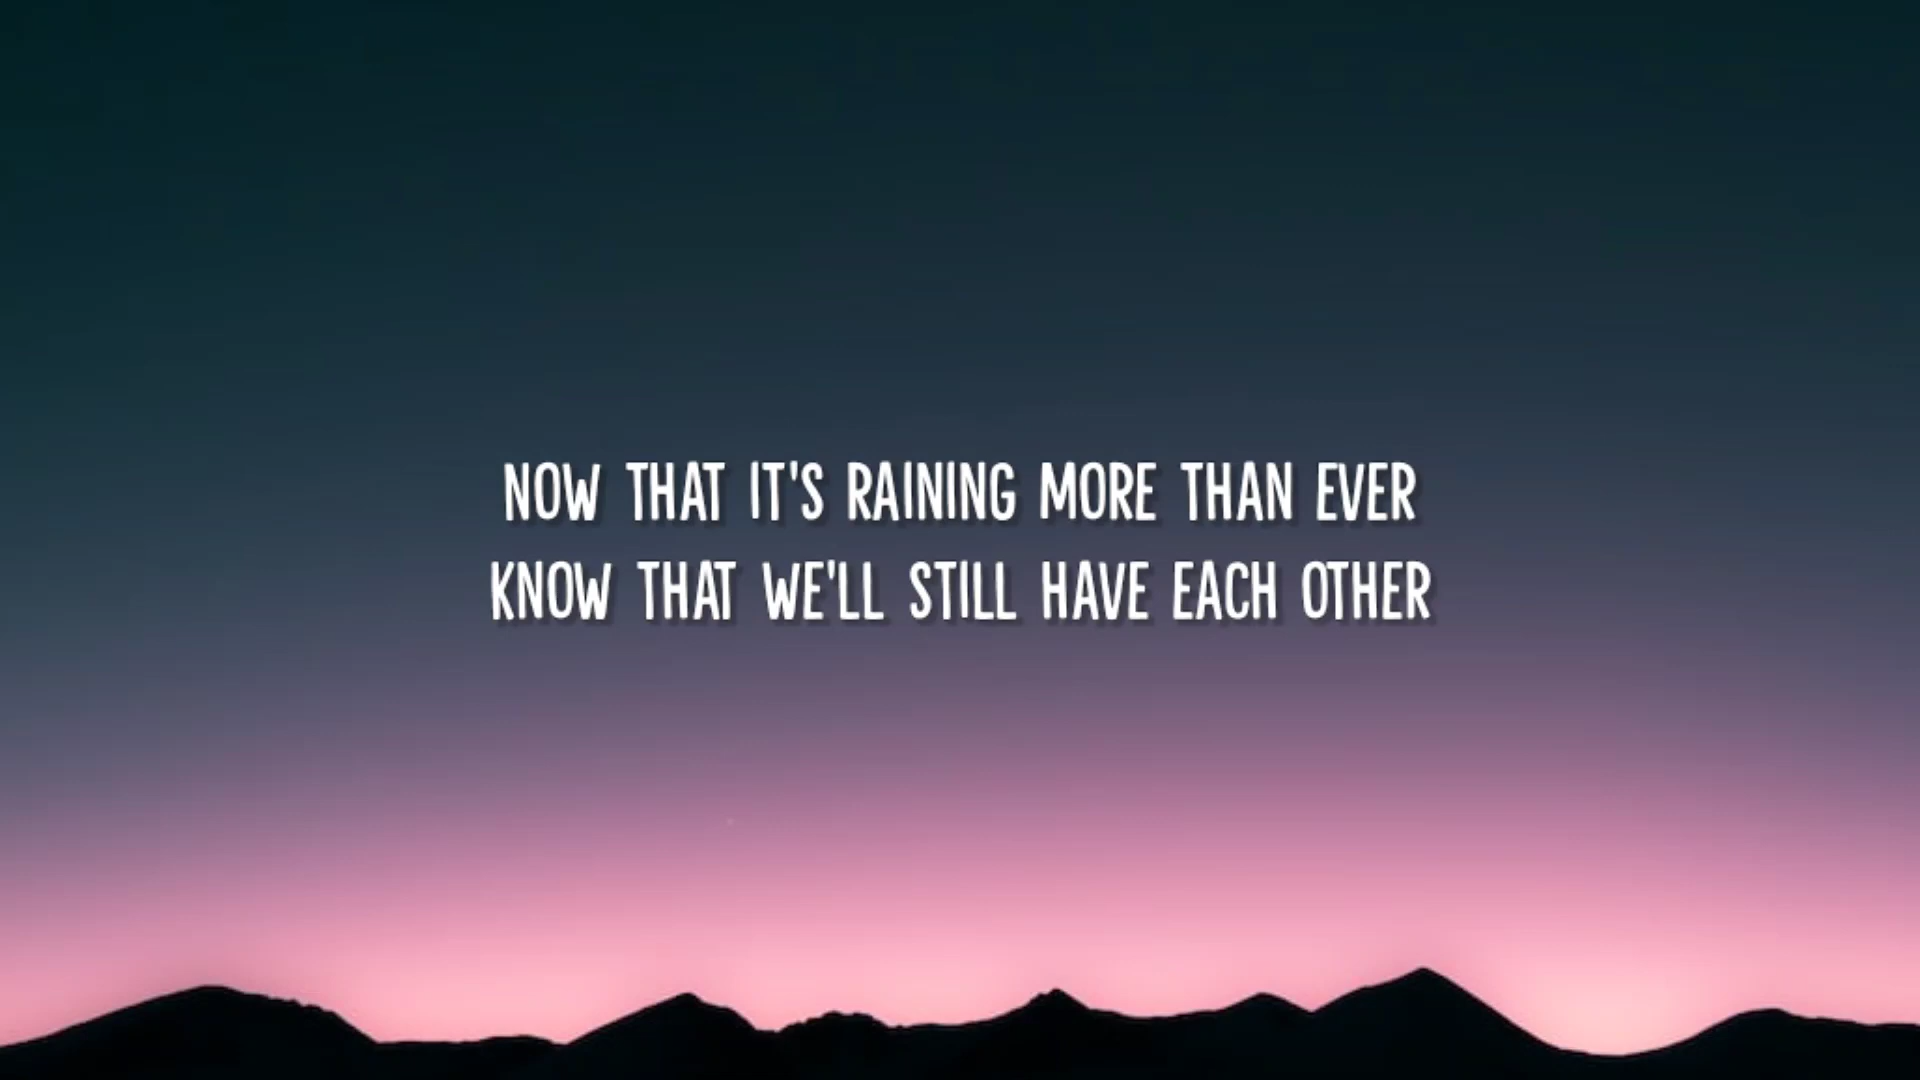 NOW THAT IT'S RAINING MORE THAN EVER
KNOW THAT WE'LL STILL HAVE EACH OTHER